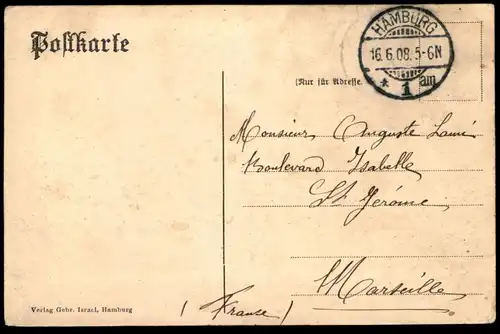 Postkarte
HAMBURG
16.6.08.5-6N
* 1 am
(Nur für Adresse.
Monsieur Auguste Lami
Boulevard Isabelle
St Jérôme
Marseille
(France)
Verlag Gebr. Israel, Hamburg